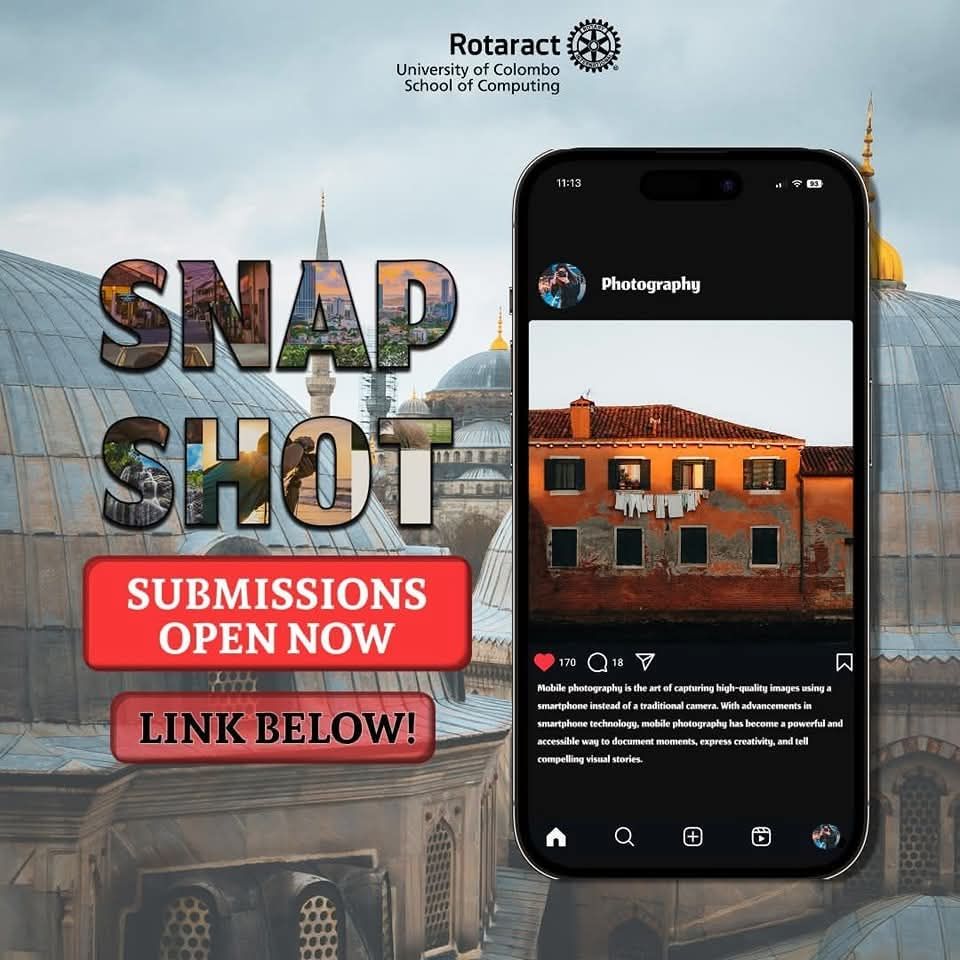 Rotaract
University of Colombo
School of Computing
SNAP
SHOT
SUBMISSIONS
OPEN NOW
LINK BELOW!
11:13
93
Photography
170
18
Mobile photography is the art of capturing high-quality images using a
smartphone instead of a traditional camera. With advancements in
smartphone technology, mobile photography has become a powerful and
accessible way to document moments, express creativity, and tell
compelling visual stories.